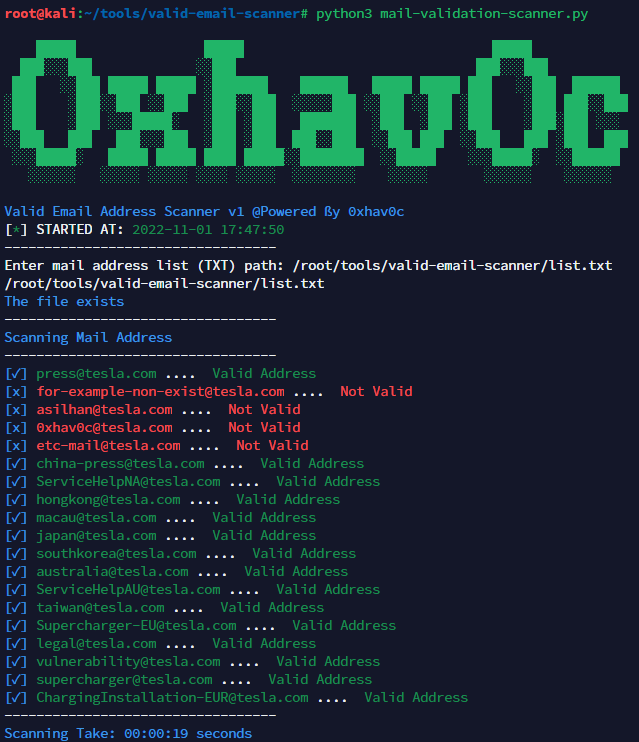 root@kali:~/tools/valid-email-scanner# python3 mail-validation-scanner.py
0xhav0c
Valid Email Address Scanner v1 @Powered ßy 0xhav0c
[*] STARTED AT: 2022-11-01 17:47:50
----------------------------------
Enter mail address list (TXT) path: /root/tools/valid-email-scanner/list.txt
/root/tools/valid-email-scanner/list.txt
The file exists
----------------------------------
Scanning Mail Address
----------------------------------
[✓] press@tesla.com .... Valid Address
[x] for-example-non-exist@tesla.com .... Not Valid
[x] asilhan@tesla.com .... Not Valid
[x] 0xhav0c@tesla.com .... Not Valid
[x] etc-mail@tesla.com .... Not Valid
[✓] china-press@tesla.com .... Valid Address
[✓] ServiceHelpNA@tesla.com .... Valid Address
[✓] hongkong@tesla.com .... Valid Address
[✓] macau@tesla.com .... Valid Address
[✓] japan@tesla.com .... Valid Address
[✓] southkorea@tesla.com .... Valid Address
[✓] australia@tesla.com .... Valid Address
[✓] ServiceHelpAU@tesla.com .... Valid Address
[✓] taiwan@tesla.com .... Valid Address
[✓] Supercharger-EU@tesla.com .... Valid Address
[✓] legal@tesla.com .... Valid Address
[✓] vulnerability@tesla.com .... Valid Address
[✓] supercharger@tesla.com .... Valid Address
[✓] ChargingInstallation-EUR@tesla.com .... Valid Address
----------------------------------
Scanning Take: 00:00:19 seconds